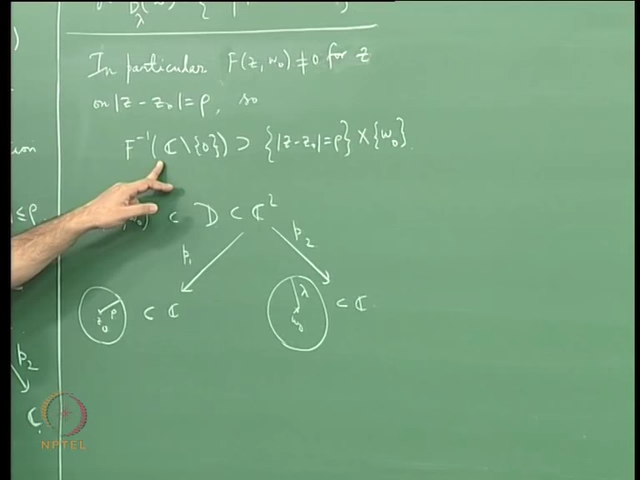 In particular F(z, w₀) ≠ 0 for z
on |z − z₀| = ρ, so
F⁻¹(ℂ∖{0}) ⊃ {|z−z₀|=ρ} × {w₀}.
⊂ D ⊂ ℂ²
p₁ p₂
z₀ ρ ⊂ ℂ λ w₀ ⊂ ℂ.
p₂
ℂ.
NPTEL